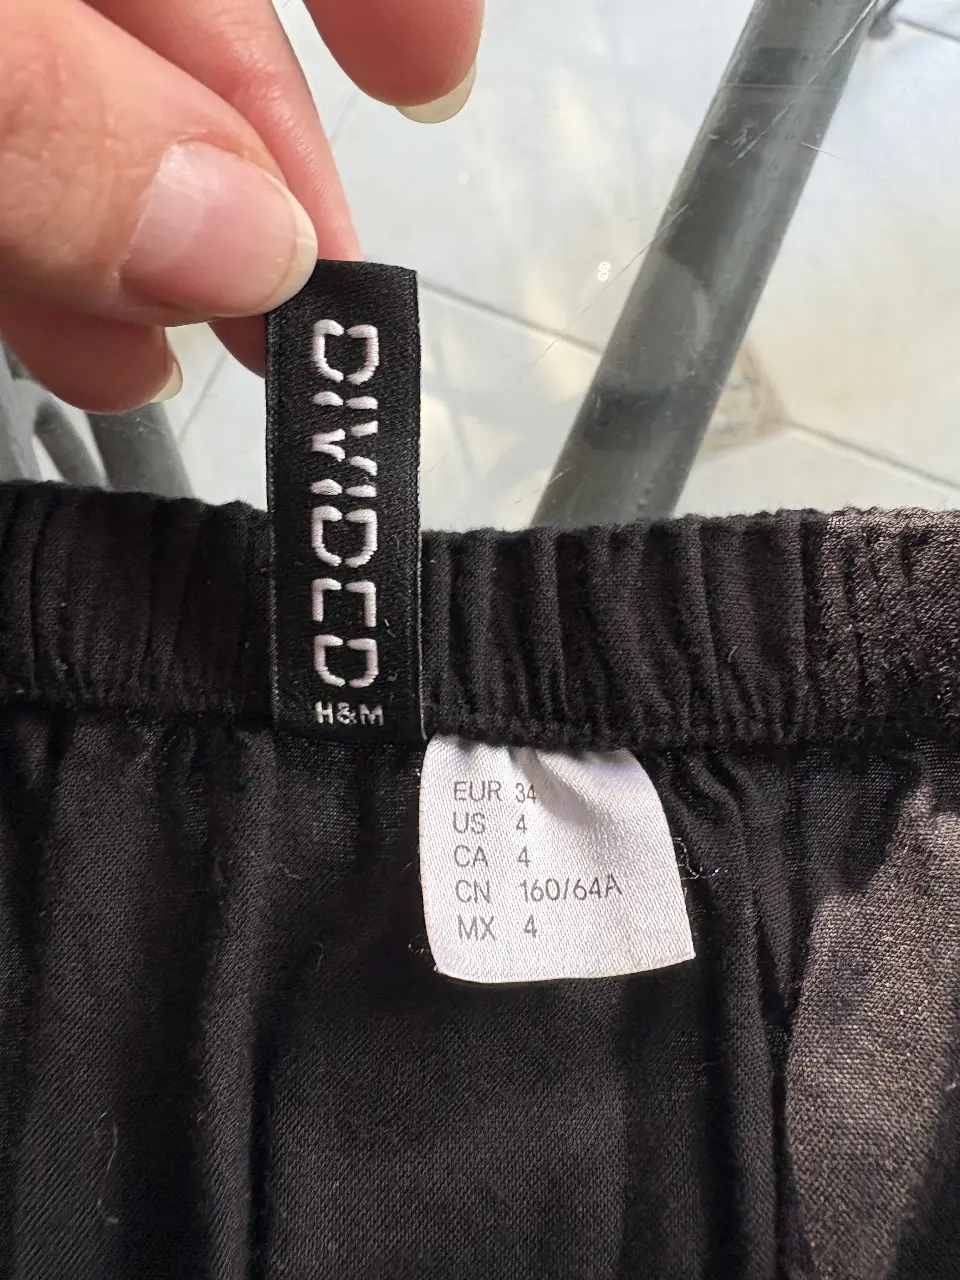 DIVIDED
H&M
EUR 34
US 4
CA 4
CN 160/64A
MX 4